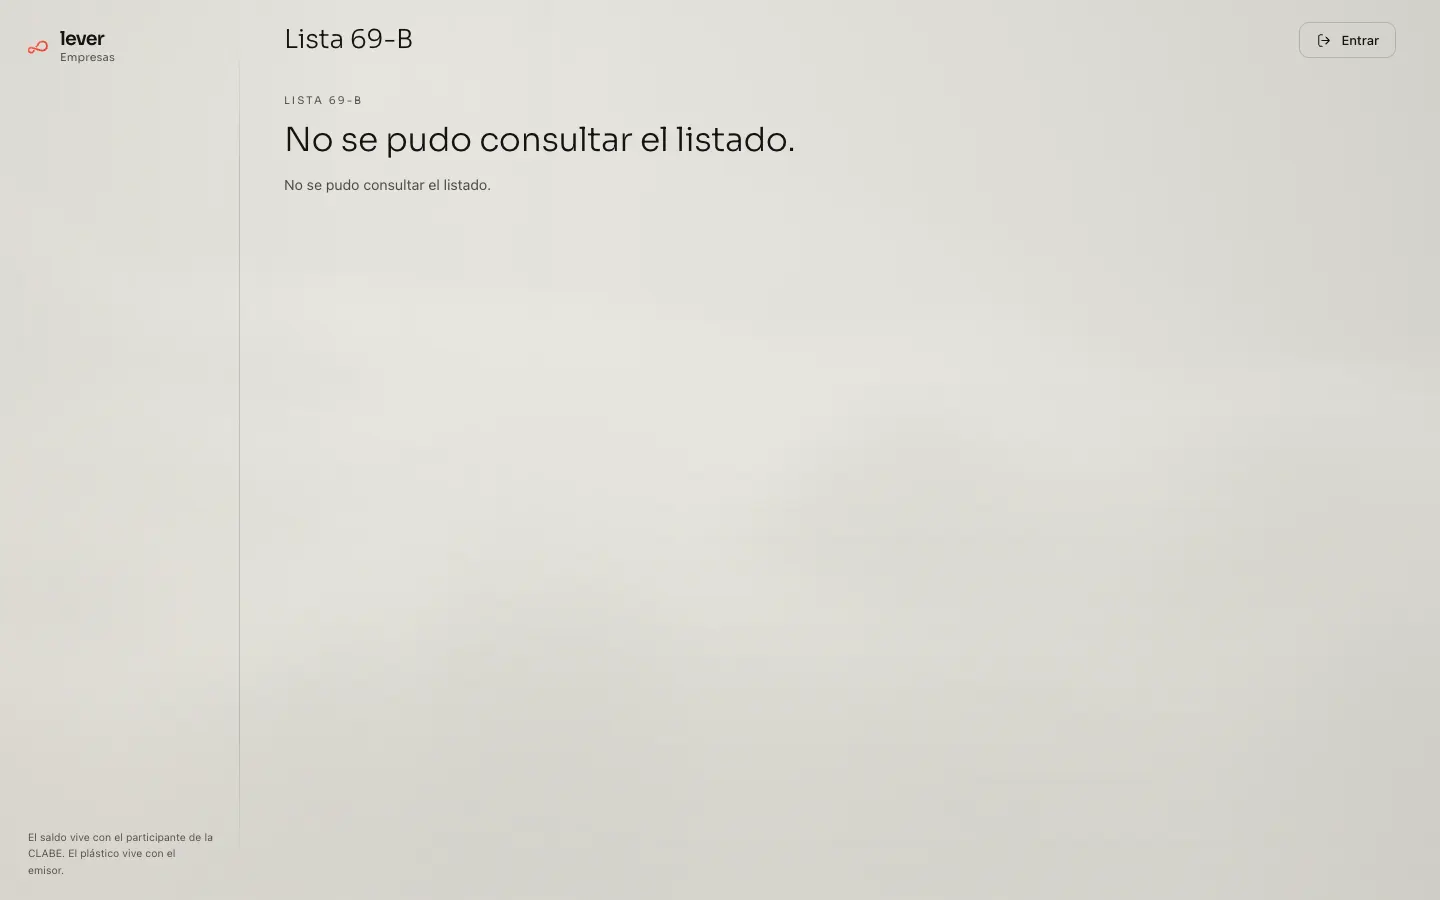 lever
Empresas
Lista 69-B
Entrar
LISTA 69-B
No se pudo consultar el listado.
No se pudo consultar el listado.
El saldo vive con el participante de la
CLABE. El plástico vive con el
emisor.